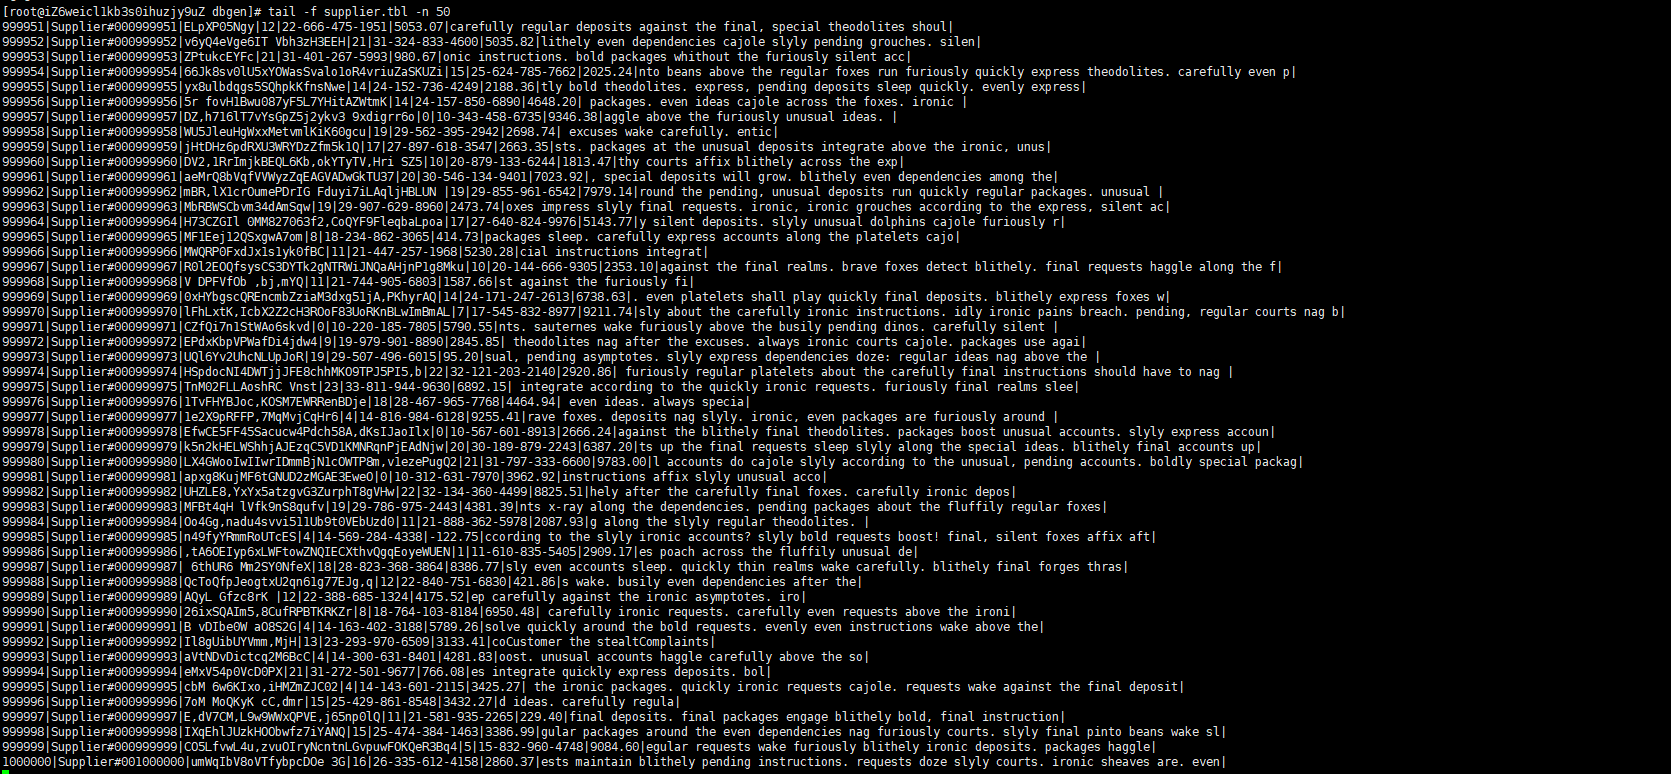 [root@iZ6weicl1kb3s0ihuzjy9uZ dbgen]# tail -f supplier.tbl -n 50
999951|Supplier#000999951|ELpXP05Ngy|12|22-666-475-1951|5053.07|carefully regular deposits against the final, special theodolites shoul|
999952|Supplier#000999952|v6yQ4eVge6IT Vbh3zH3EEH|21|31-324-833-4600|5035.82|lithely even dependencies cajole slyly pending grouches. silen|
999953|Supplier#000999953|ZPtukcEYFc|21|31-401-267-5993|980.67|onic instructions. bold packages whithout the furiously silent acc|
999954|Supplier#000999954|66Jk8sv0lU5xYOWasSvalo1oR4vriuZaSKUZi|15|25-624-785-7662|2025.24|nto beans above the regular foxes run furiously quickly express theodolites. carefully even p|
999955|Supplier#000999955|yx8ulbdqgs5SQhpkKfnsNwe|14|24-152-736-4249|2188.36|tly bold theodolites. express, pending deposits sleep quickly. evenly express|
999956|Supplier#000999956|5r fovH1Bwu087yF5L7YHitAZWtmK|14|24-157-850-6890|4648.20| packages. even ideas cajole across the foxes. ironic |
999957|Supplier#000999957|DZ,h716lT7vYsGpZ5j2ykv3 9xdigrr6o|0|10-343-458-6735|9346.38|aggle above the furiously unusual ideas. |
999958|Supplier#000999958|WU5JleuHgWxxMetvmlKiK60gcu|19|29-562-395-2942|2698.74| excuses wake carefully. entic|
999959|Supplier#000999959|jHtDHz6pdRXU3WRYDzZfm5k1Q|17|27-897-618-3547|2663.35|sts. packages at the unusual deposits integrate above the ironic, unus|
999960|Supplier#000999960|DV2,1RrImjkBEQL6Kb,okYTyTV,Hri SZ5|10|20-879-133-6244|1813.47|thy courts affix blithely across the exp|
999961|Supplier#000999961|aeMrQ8bVqfVVWyzZqEAGVADwGkTU37|20|30-546-134-9401|7023.92|, special deposits will grow. blithely even dependencies among the|
999962|Supplier#000999962|mBR,lX1crOumePDrIG Fduyi7iLAqljHBLUN |19|29-855-961-6542|7979.14|round the pending, unusual deposits run quickly regular packages. unusual |
999963|Supplier#000999963|MbRBWSCbvm34dAmSqw|19|29-907-629-8960|2473.74|oxes impress slyly final requests. ironic, ironic grouches according to the express, silent ac|
999964|Supplier#000999964|H73CZGIl 0MM827063f2,CoQYF9FleqbaLpoa|17|27-640-824-9976|5143.77|y silent deposits. slyly unusual dolphins cajole furiously r|
999965|Supplier#000999965|MF1Eej12QSxgwA7om|8|18-234-862-3065|414.73|packages sleep. carefully express accounts along the platelets cajo|
999966|Supplier#000999966|MWQRP0FxdJx1s1yk0fBC|11|21-447-257-1968|5230.28|cial instructions integrat|
999967|Supplier#000999967|R0l2EOQfsysCS3DYTk2gNTRWiJNQaAHjnP1g8Mku|10|20-144-666-9305|2353.10|against the final realms. brave foxes detect blithely. final requests haggle along the f|
999968|Supplier#000999968|V DPFVfOb ,bj,mYQ|11|21-744-905-6803|1587.66|st against the furiously fi|
999969|Supplier#000999969|0xHYbgscQREncmbZziaM3dxg51jA,PKhyrAQ|14|24-171-247-2613|6738.63|. even platelets shall play quickly final deposits. blithely express foxes w|
999970|Supplier#000999970|lFhLxtK,IcbX2Z2cH3ROoF83UoRKnBLwImBmAL|7|17-545-832-8977|9211.74|sly about the carefully ironic instructions. idly ironic pains breach. pending, regular courts nag b|
999971|Supplier#000999971|CZfQi7n1StWAo6skvd|0|10-220-185-7805|5790.55|nts. sauternes wake furiously above the busily pending dinos. carefully silent |
999972|Supplier#000999972|EPdxKbpVPWafDi4jdw4|9|19-979-901-8890|2845.85| theodolites nag after the excuses. always ironic courts cajole. packages use agai|
999973|Supplier#000999973|UQl6Yv2UhcNLUpJoR|19|29-507-496-6015|95.20|sual, pending asymptotes. slyly express dependencies doze: regular ideas nag above the |
999974|Supplier#000999974|HSpdocNI4DWTjjJFE8chhMKO9TPJ5PI5,b|22|32-121-203-2140|2920.86| furiously regular platelets about the carefully final instructions should have to nag |
999975|Supplier#000999975|TnM02FLLAoshRC Vnst|23|33-811-944-9630|6892.15| integrate according to the quickly ironic requests. furiously final realms slee|
999976|Supplier#000999976|1TvFHYBJoc,KOSM7EWRRenBDje|18|28-467-965-7768|4464.94| even ideas. always specia|
999977|Supplier#000999977|1e2X9pRFFP,7MqMvjCqHr6|4|14-816-984-6128|9255.41|rave foxes. deposits nag slyly. ironic, even packages are furiously around |
999978|Supplier#000999978|EfwCE5FF45Sacucw4Pdch58A,dKsIJaoIlx|0|10-567-601-8913|2666.24|against the blithely final theodolites. packages boost unusual accounts. slyly express accoun|
999979|Supplier#000999979|k5n2kHELWShhjAJEzqC5VD1KMNRqnPjEAdNjw|20|30-189-879-2243|6387.20|ts up the final requests sleep slyly along the special ideas. blithely final accounts up|
999980|Supplier#000999980|LX4GWooIwIIwrIDmmBjN1cOWTP8m,v1ezePugQ2|21|31-797-333-6600|9783.00|l accounts do cajole slyly according to the unusual, pending accounts. boldly special packag|
999981|Supplier#000999981|apxg8KujMF6tGNUD2zMGAE3EweO|0|10-312-631-7970|3962.92|instructions affix slyly unusual acco|
999982|Supplier#000999982|UHZLE8,YxYx5atzgvG3ZurphT8gVHw|22|32-134-360-4499|8825.51|hely after the carefully final foxes. carefully ironic depos|
999983|Supplier#000999983|MFBt4qH lVfk9nS8qufv|19|29-786-975-2443|4381.39|nts x-ray along the dependencies. pending packages about the fluffily regular foxes|
999984|Supplier#000999984|Oo4Gg,nadu4svvi511Ub9t0VEbUzd0|11|21-888-362-5978|2087.93|g along the slyly regular theodolites. |
999985|Supplier#000999985|n49fyYRmmRoUTcES|4|14-569-284-4338|-122.75|ccording to the slyly ironic accounts? slyly bold requests boost! final, silent foxes affix aft|
999986|Supplier#000999986|,tA6OEIyp6xLWFtowZNQIECXthvQgqEoyeWUEN|1|11-610-835-5405|2909.17|es poach across the fluffily unusual de|
999987|Supplier#000999987| 6thUR6 Mm2SY0NfeX|18|28-823-368-3864|8386.77|sly even accounts sleep. quickly thin realms wake carefully. blithely final forges thras|
999988|Supplier#000999988|QcToQfpJeogtxU2qn61g77EJg,q|12|22-840-751-6830|421.86|s wake. busily even dependencies after the|
999989|Supplier#000999989|AQyL Gfzc8rK |12|22-388-685-1324|4175.52|ep carefully against the ironic asymptotes. iro|
999990|Supplier#000999990|26ixSQAIm5,8CufRPBTKRKZr|8|18-764-103-8184|6950.48| carefully ironic requests. carefully even requests above the ironi|
999991|Supplier#000999991|B vDIbe0W aO8S2G|4|14-163-402-3188|5789.26|solve quickly around the bold requests. evenly even instructions wake above the|
999992|Supplier#000999992|Il8gUibUYVmm,MjH|13|23-293-970-6509|3133.41|coCustomer the stealtComplaints|
999993|Supplier#000999993|aVtNDvDictcq2M6BcC|4|14-300-631-8401|4281.83|oost. unusual accounts haggle carefully above the so|
999994|Supplier#000999994|eMxV54p0VcD0PX|21|31-272-501-9677|766.08|es integrate quickly express deposits. bol|
999995|Supplier#000999995|cbM 6w6KIxo,iHMZmZJC02|4|14-143-601-2115|3425.27| the ironic packages. quickly ironic requests cajole. requests wake against the final deposit|
999996|Supplier#000999996|7oM MoQKyK cC,dmr|15|25-429-861-8548|3432.27|d ideas. carefully regula|
999997|Supplier#000999997|E,dV7CM,L9w9WWxQPVE,j65np0lQ|11|21-581-935-2265|229.40|final deposits. final packages engage blithely bold, final instruction|
999998|Supplier#000999998|IXqEhlJUzkHOObwfz7iYANQ|15|25-474-384-1463|3386.99|gular packages around the even dependencies nag furiously courts. slyly final pinto beans wake sl|
999999|Supplier#000999999|CO5LfvwL4u,zvuOIryNcntnLGvpuwFOKQeR3Bq4|5|15-832-960-4748|9084.60|egular requests wake furiously blithely ironic deposits. packages haggle|
1000000|Supplier#001000000|umWqIbV8oVTfybpcDOe 3G|16|26-335-612-4158|2860.37|ests maintain blithely pending instructions. requests doze slyly courts. ironic sheaves are. even|